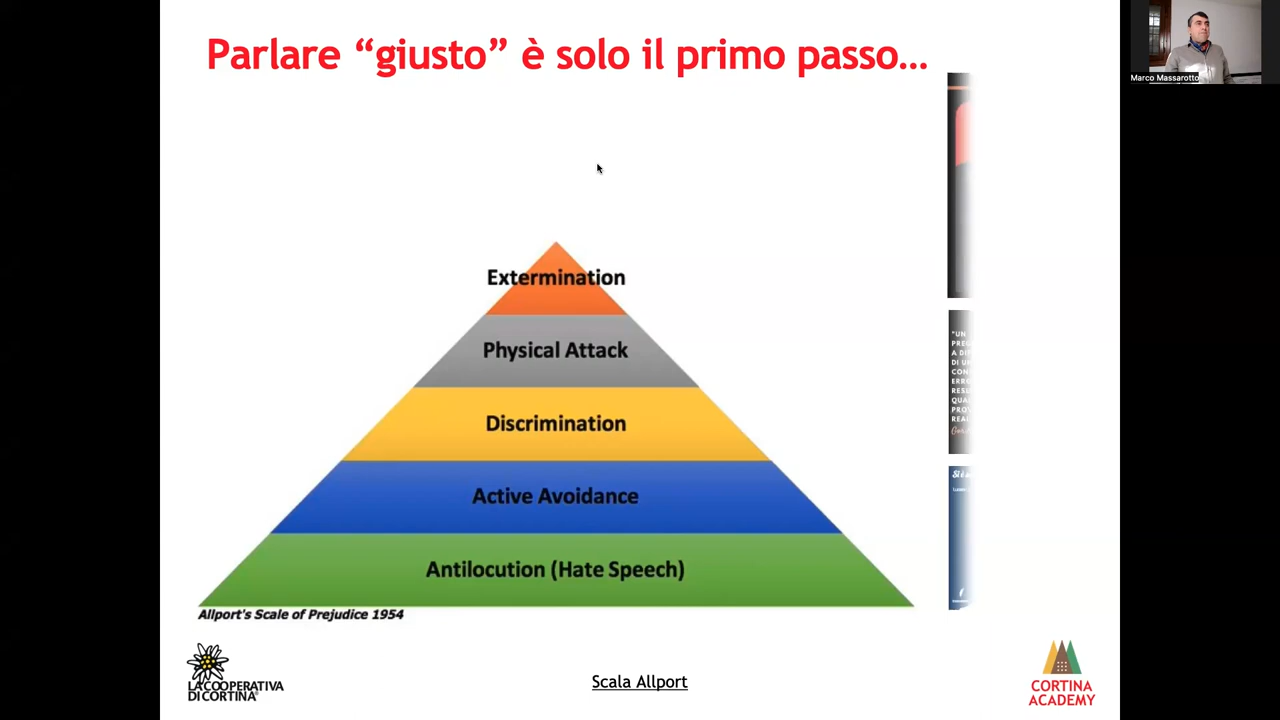 Parlare “giusto” è solo il primo passo…
Marco Massarotto
Extermination
Physical Attack
Discrimination
Active Avoidance
Antilocution (Hate Speech)
Allport's Scale of Prejudice 1954
"UN
A
LA COOPERATIVA
DI CORTINA
Scala Allport
CORTINA
ACADEMY